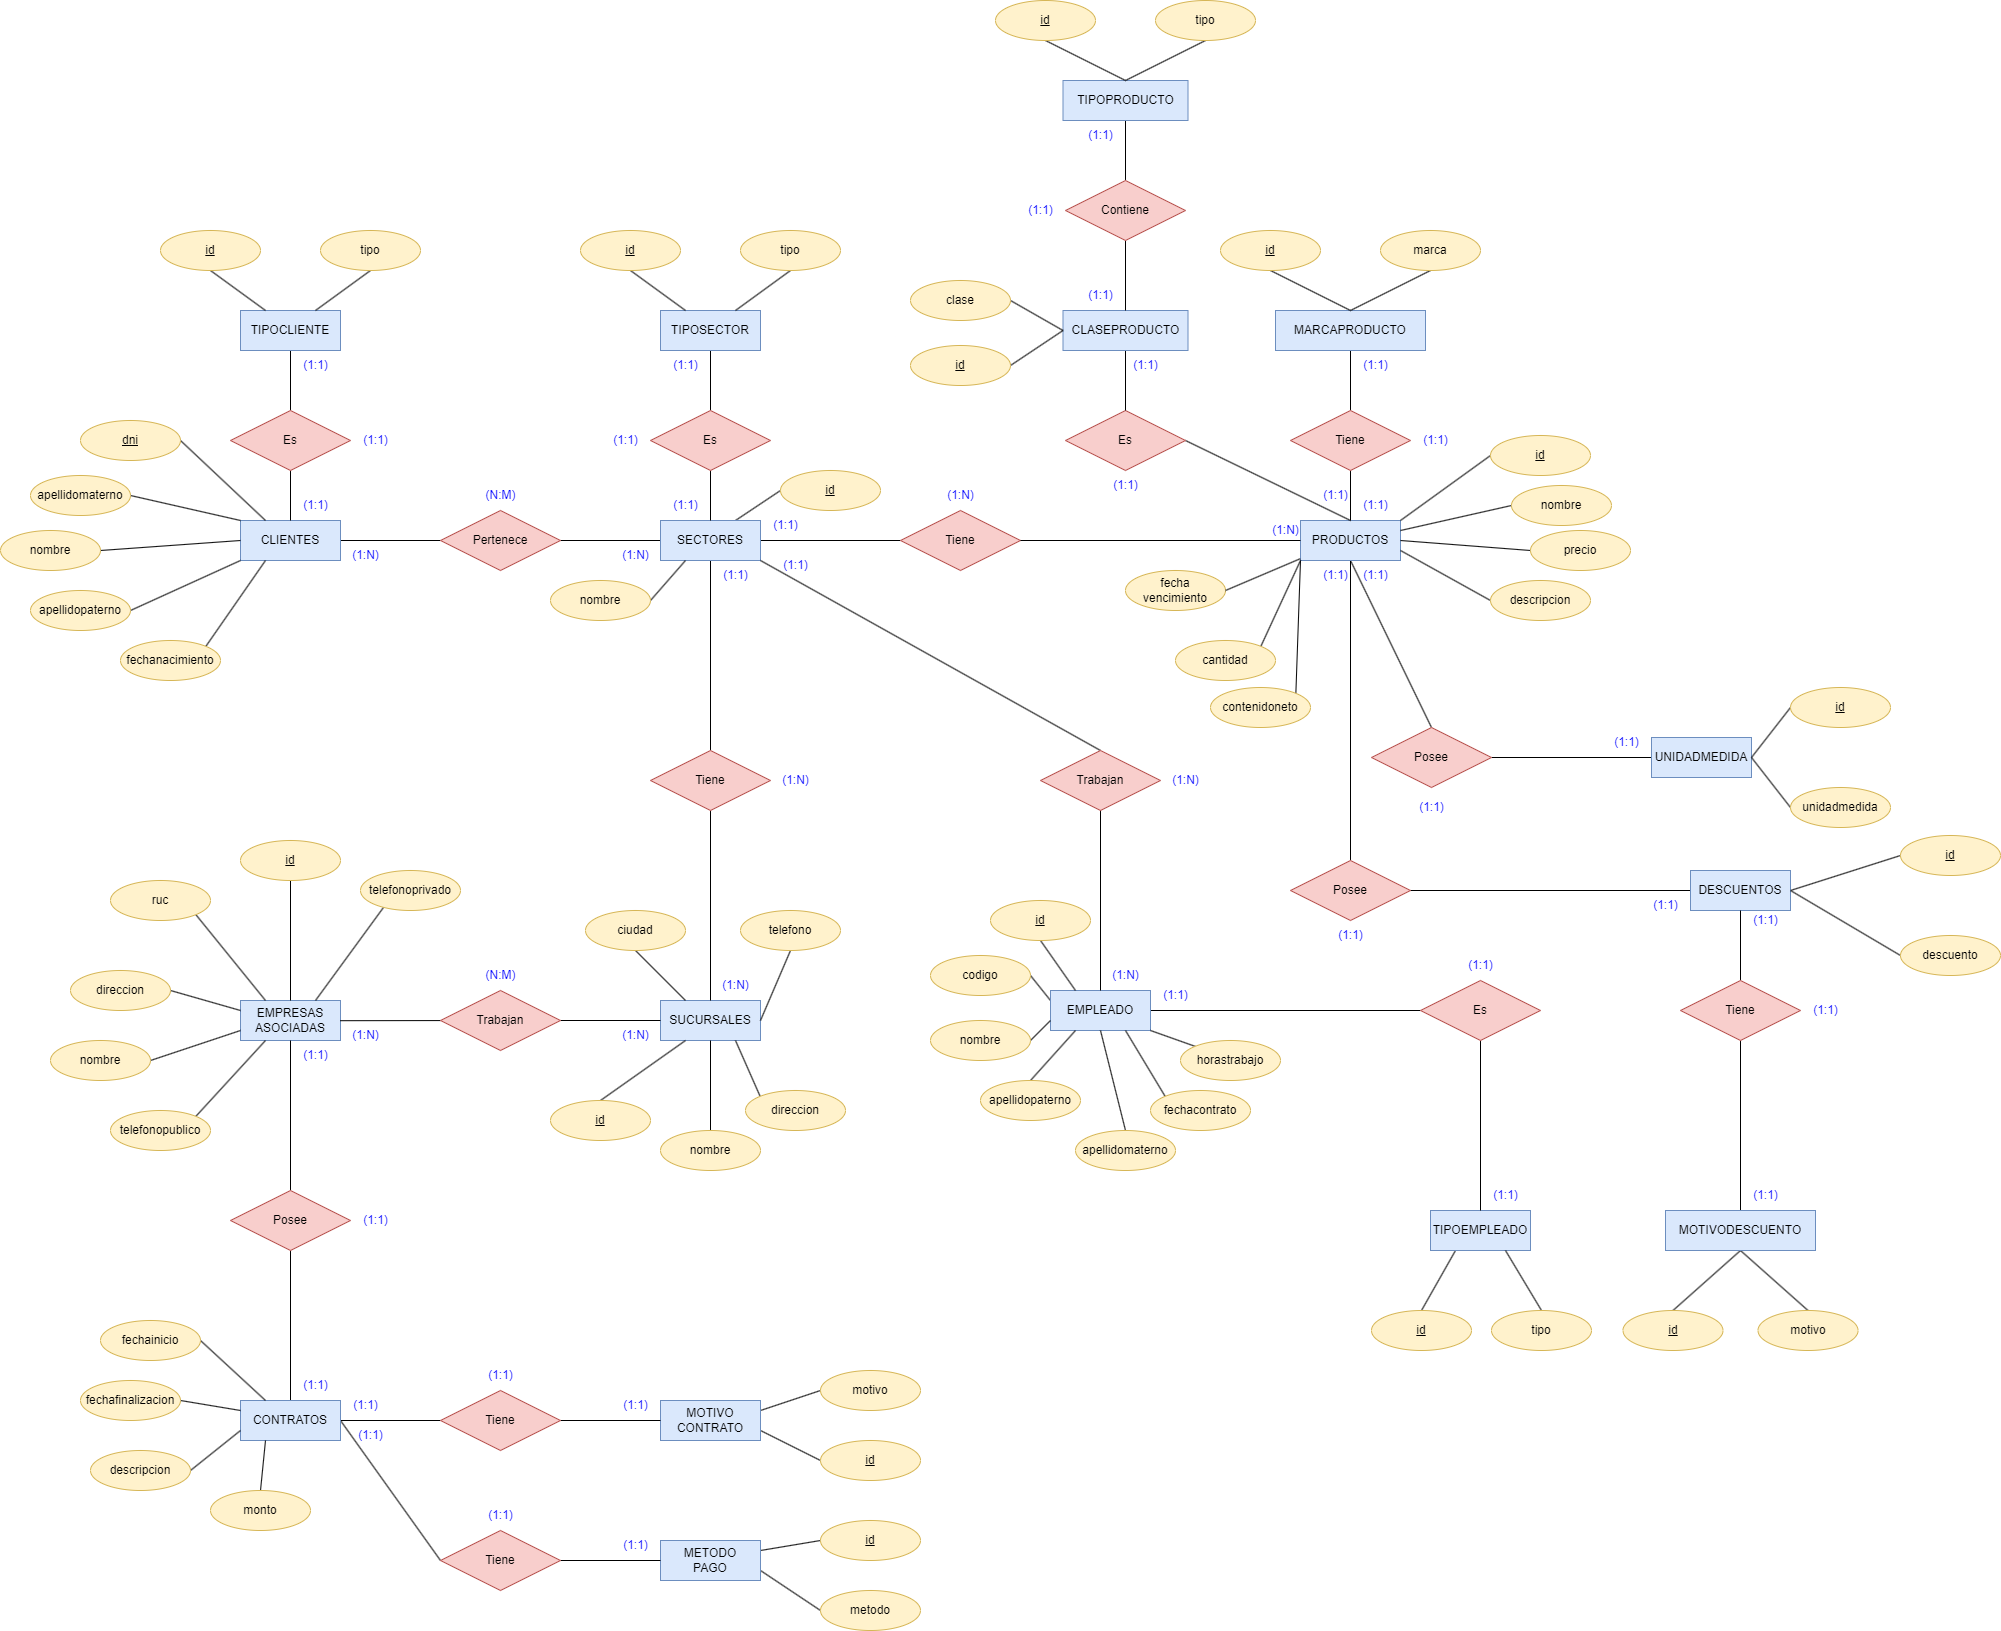 id
tipo
TIPOPRODUCTO
(1:1)
(1:1)
Contiene
id
tipo
id
tipo
id
marca
(1:1)
clase
TIPOCLIENTE
TIPOSECTOR
CLASEPRODUCTO
MARCAPRODUCTO
id
(1:1)
(1:1)
(1:1)
(1:1)
dni
Es
(1:1)
(1:1)
Es
Es
Tiene
(1:1)
id
(1:1)
apellidomaterno
(N:M)
id
(1:N)
(1:1)
nombre
(1:1)
(1:1)
(1:1)
(1:1)
CLIENTES
Pertenece
SECTORES
(1:1)
Tiene
(1:N)
PRODUCTOS
nombre
(1:N)
(1:N)
precio
(1:1)
(1:1)
(1:1)
(1:1)
fecha
vencimiento
apellidopaterno
nombre
descripcion
fechanacimiento
cantidad
contenidoneto
id
(1:1)
Posee
UNIDADMEDIDA
Tiene
(1:N)
Trabajan
(1:N)
(1:1)
unidadmedida
id
telefonoprivado
ruc
id
Posee
DESCUENTOS
(1:1)
(1:1)
(1:1)
ciudad
telefono
id
descuento
(N:M)
(1:N)
codigo
(1:N)
(1:1)
direccion
(1:1)
EMPRESAS
ASOCIADAS
Trabajan
SUCURSALES
EMPLEADO
Es
Tiene
(1:1)
(1:N)
(1:N)
nombre
(1:1)
nombre
horastrabajo
telefonopublico
id
direccion
apellidopaterno
fechacontrato
nombre
apellidomaterno
Posee
(1:1)
(1:1)
(1:1)
TIPOEMPLEADO
MOTIVODESCUENTO
fechainicio
id
tipo
id
motivo
(1:1)
(1:1)
fechafinalizacion
(1:1)
(1:1)
motivo
CONTRATOS
Tiene
MOTIVO
CONTRATO
(1:1)
descripcion
id
monto
(1:1)
(1:1)
id
Tiene
METODO
PAGO
metodo